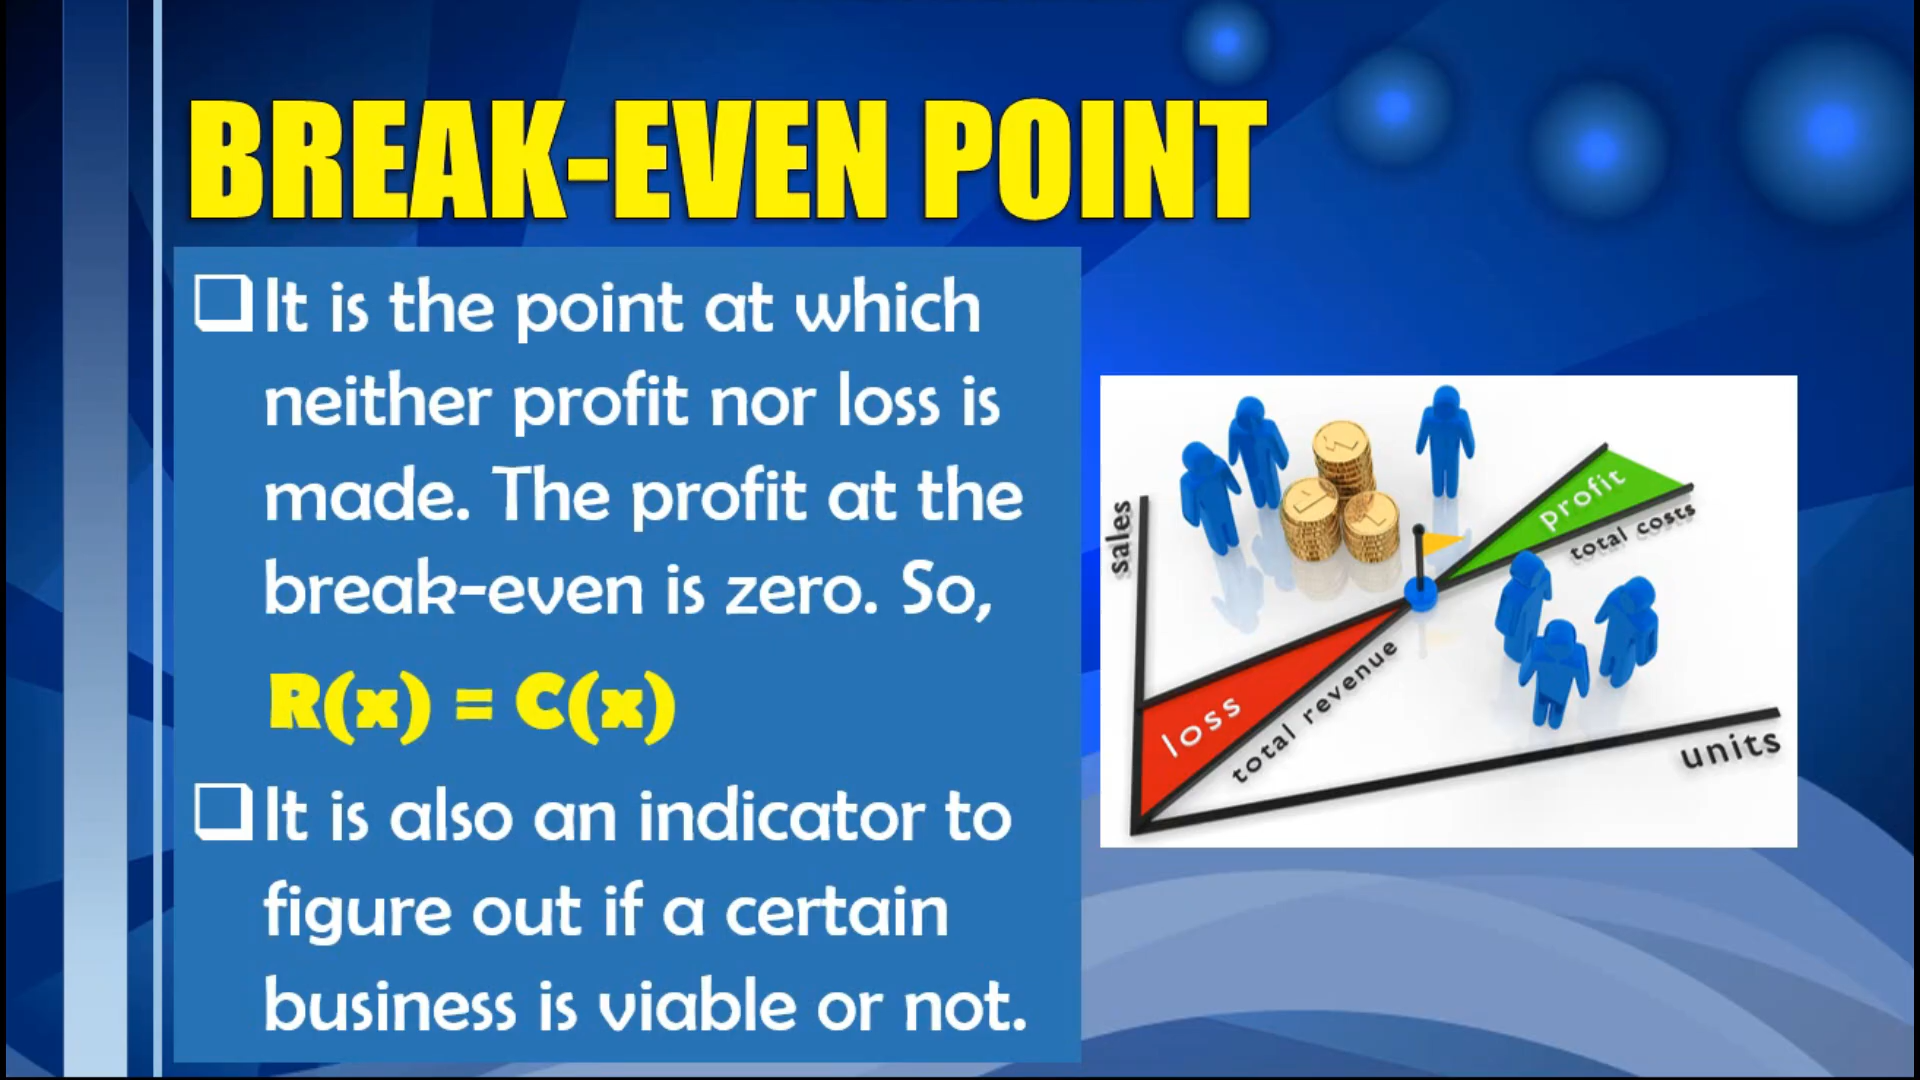 BREAK-EVEN POINT
It is the point at which
neither profit nor loss is
made. The profit at the
break-even is zero. So,
R(x) = C(x)
It is also an indicator to
figure out if a certain
business is viable or not.
sales
profit
total costs
loss
total revenue
units